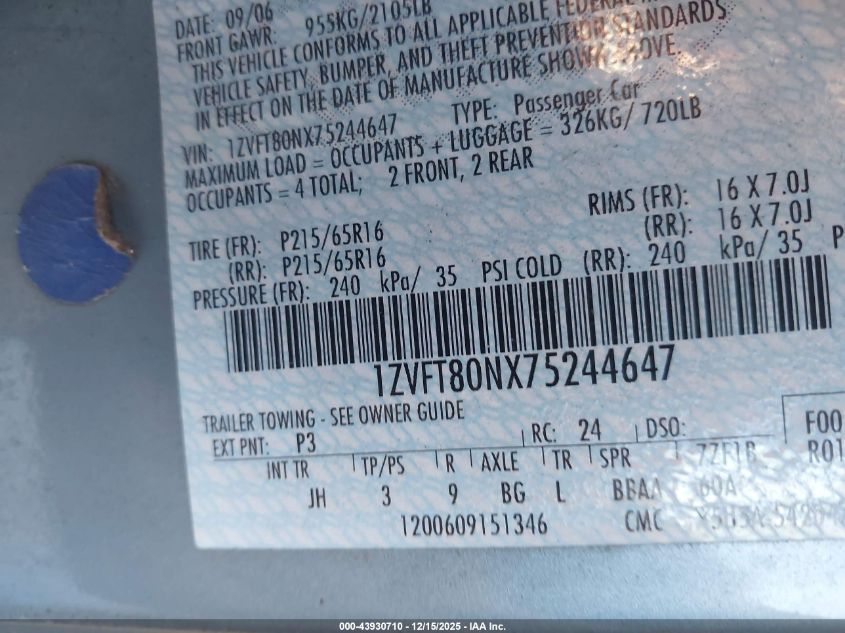 DATE: 09/06
FRONT GAWR: 955KG/2105LB
THIS VEHICLE CONFORMS TO ALL APPLICABLE FEDERAL
VEHICLE SAFETY, BUMPER, AND THEFT PREVENTION STANDARDS
IN EFFECT ON THE DATE OF MANUFACTURE SHOWN ABOVE.
VIN: 1ZVFT80NX75244647 TYPE: Passenger Car
MAXIMUM LOAD = OCCUPANTS + LUGGAGE = 326KG/ 720LB
OCCUPANTS = 4 TOTAL; 2 FRONT, 2 REAR
TIRE (FR): P215/65R16 RIMS (FR): 16 X 7.0J
(RR): P215/65R16 (RR): 16 X 7.0J
PRESSURE (FR): 240 kPa/ 35 PSI COLD (RR): 240 kPa/ 35 P
1ZVFT80NX75244647
TRAILER TOWING - SEE OWNER GUIDE
EXT PNT: P3 RC: 24 DSO: F00
INT TR TP/PS R AXLE TR SPR 7ZF1B R01
JH 3 9 BG L BBAA 60A
1200609151346 CMC
000-43930710 - 12/15/2025 - IAA Inc.